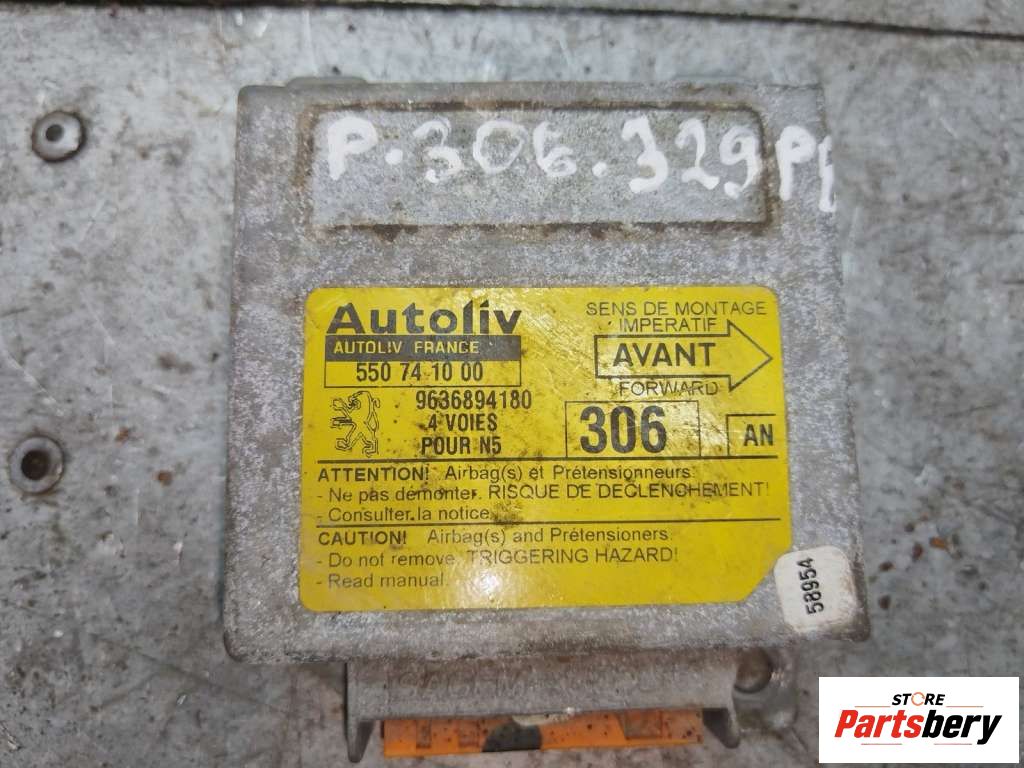 P.306.329PE
Autoliv
AUTOLIV FRANCE
550 74 10 00
9636894180
4 VOIES
POUR N5
SENS DE MONTAGE
IMPERATIF
AVANT
FORWARD
306
AN
ATTENTION! Airbag(s) et Prétensionneurs.
- Ne pas démonter. RISQUE DE DECLENCHEMENT!
- Consulter la notice.
CAUTION! Airbag(s) and Prétensioners.
- Do not remove. TRIGGERING HAZARD!
- Read manual.
58954
STORE
Partsbery